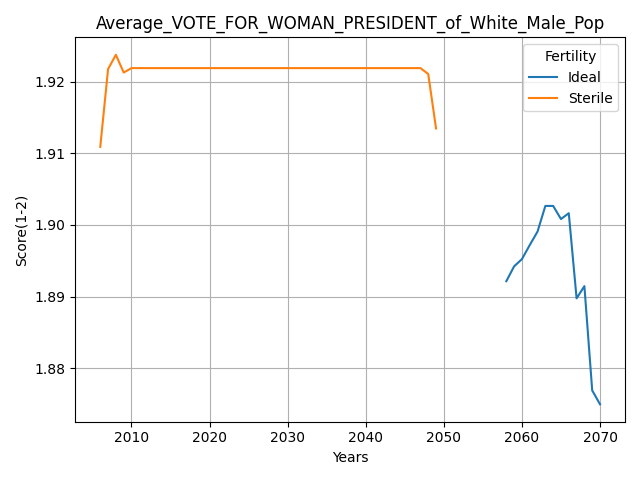 Average_VOTE_FOR_WOMAN_PRESIDENT_of_White_Male_Pop
Fertility
Ideal
Sterile
1.92
1.91
1.90
1.89
1.88
Score(1-2)
2010 2020 2030 2040 2050 2060 2070
Years